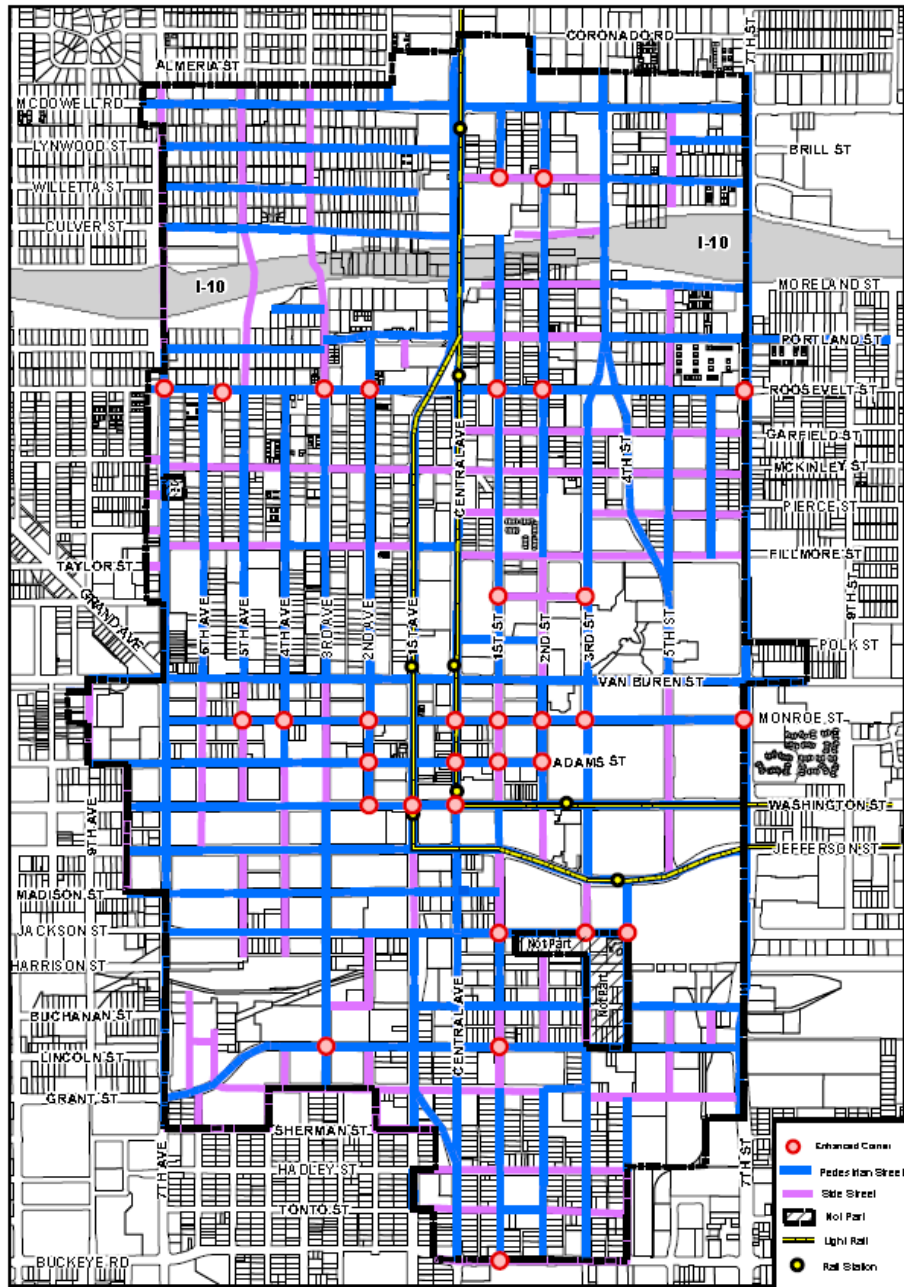 CORONADO RD
7TH ST
ALMERIA ST
MCDOWELL RD
LYNWOOD ST
BRILL ST
WILLETTA ST
CULVER ST
I-10
I-10
MORELAND ST
PORTLAND ST
ROOSEVELT ST
GARFIELD ST
4TH ST
CENTRAL AVE
MCKINLEY ST
PIERCE ST
FILLMORE ST
TAYLOR ST
GRAND AVE
9TH ST
6TH AVE
5TH AVE
4TH AVE
3RD AVE
2ND AVE
1ST AVE
1ST ST
2ND ST
3RD ST
5TH ST
POLK ST
VAN BUREN ST
MONROE ST
ADAMS ST
WASHINGTON ST
9TH AVE
JEFFERSON ST
MADISON ST
JACKSON ST
Not Part
HARRISON ST
Not Part
BUCHANAN ST
CENTRAL AVE
LINCOLN ST
GRANT ST
SHERMAN ST
7TH AVE
HADLEY ST
TONTO ST
BUCKEYE RD
7TH ST
Enhanced Corner
Pedestrian Street
Side Street
Not Part
Light Rail
Rail Station